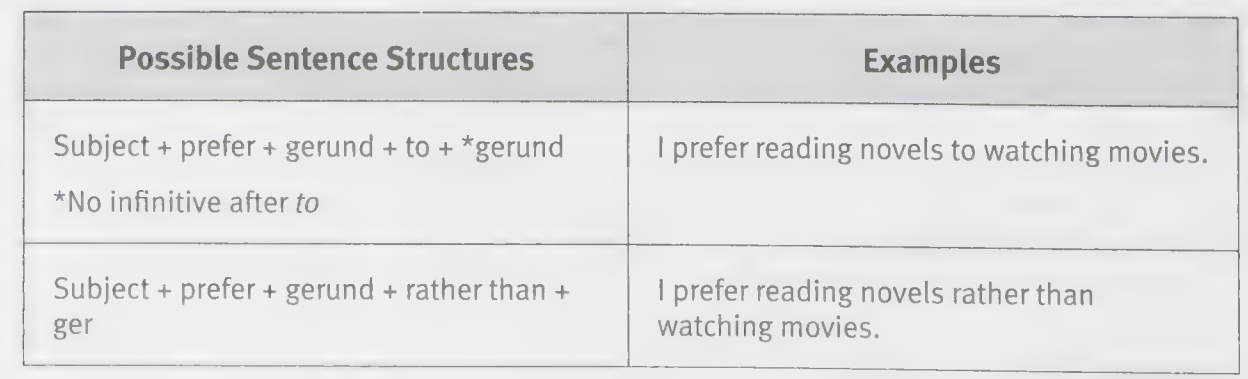 Possible Sentence Structures
Examples
Subject + prefer + gerund + to + *gerund
*No infinitive after to
I prefer reading novels to watching movies.
Subject + prefer + gerund + rather than +
ger
I prefer reading novels rather than
watching movies.